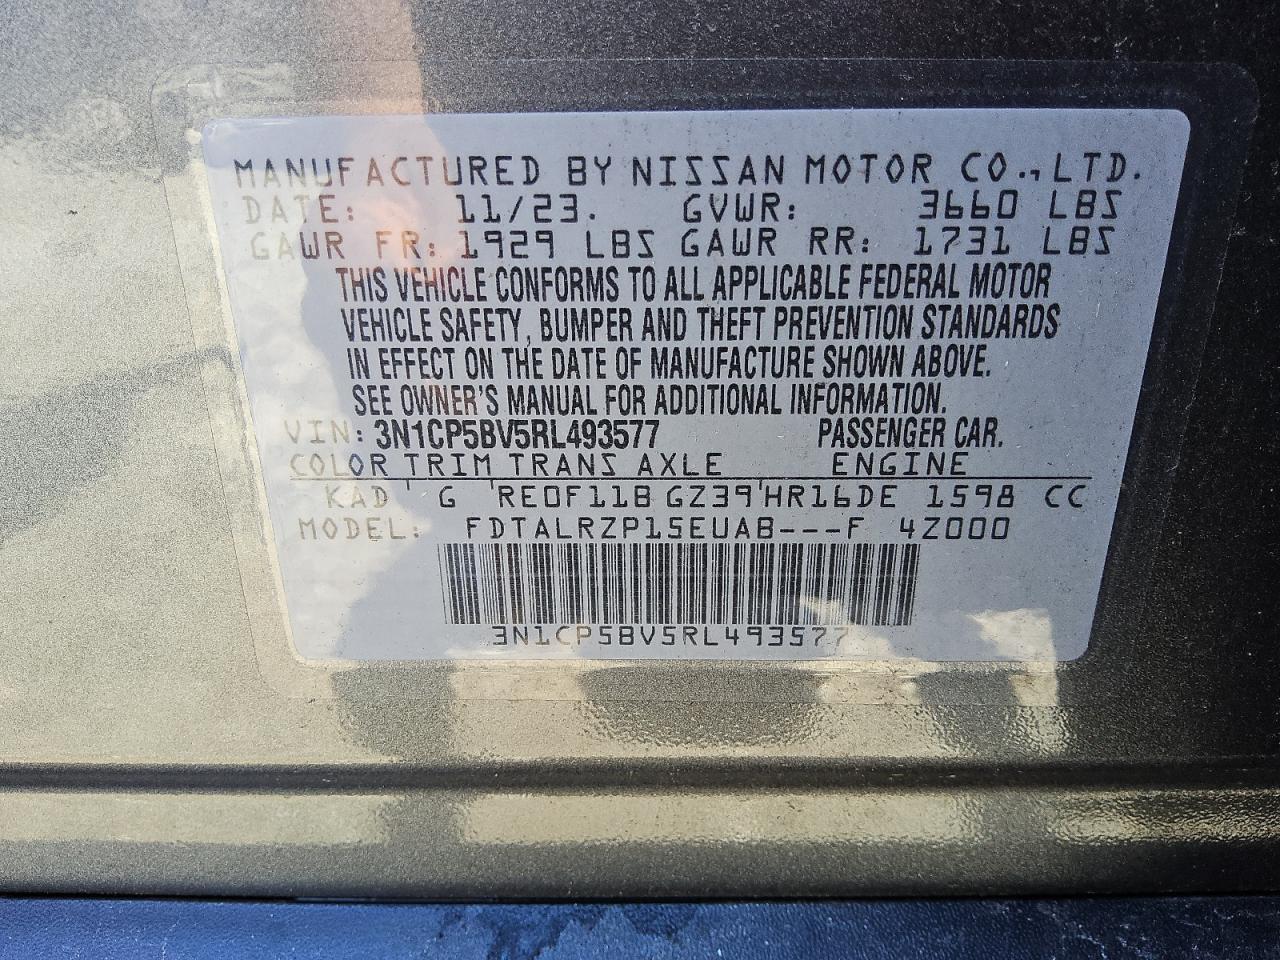 MANUFACTURED BY NISSAN MOTOR CO., LTD.
DATE: 11/23. GVWR: 3660 LBS
GAWR FR: 1929 LBS GAWR RR: 1731 LBS
THIS VEHICLE CONFORMS TO ALL APPLICABLE FEDERAL MOTOR
VEHICLE SAFETY, BUMPER AND THEFT PREVENTION STANDARDS
IN EFFECT ON THE DATE OF MANUFACTURE SHOWN ABOVE.
SEE OWNER'S MANUAL FOR ADDITIONAL INFORMATION.
VIN: 3N1CP5BV5RL493577 PASSENGER CAR.
COLOR TRIM TRANS AXLE ENGINE
KAD G RE0F11B GZ39 HR16DE 1598 CC
MODEL: FDTALRZP15EUAB---F 4Z000
3N1CP5BV5RL493577